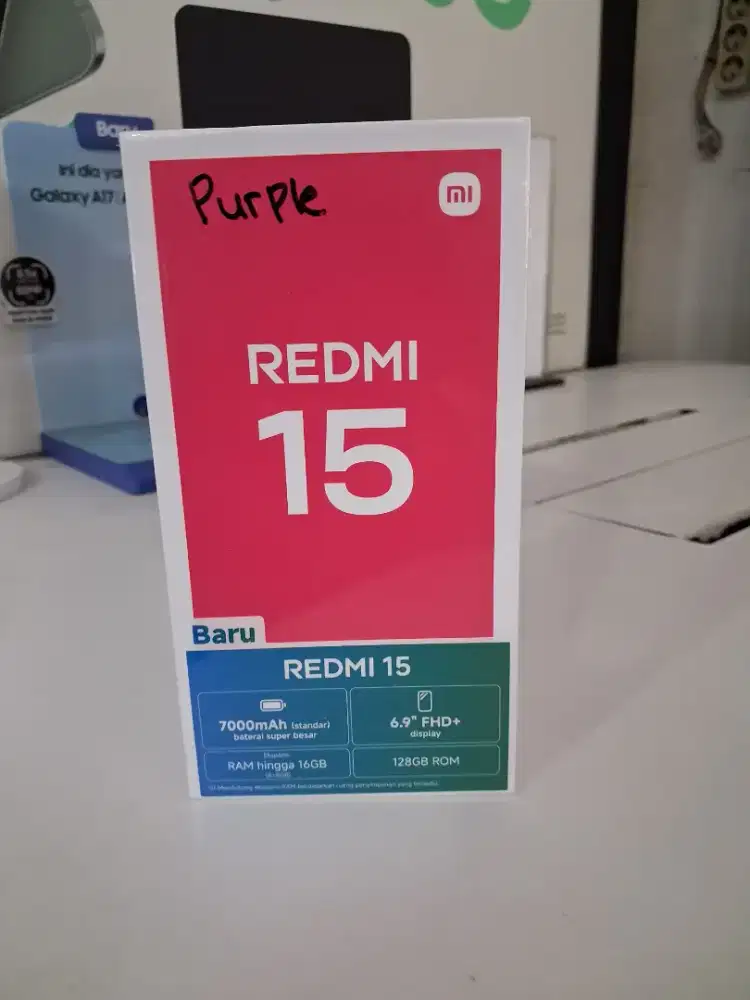 Baru
Ini dia
Galaxy A17
Purple
mi
REDMI
15
Baru
REDMI 15
7000mAh (standar)
baterai super besar
6.9" FHD+
display
RAM hingga 16GB
128GB ROM